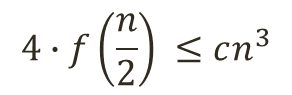 4 · f(n/2) ≤ cn³